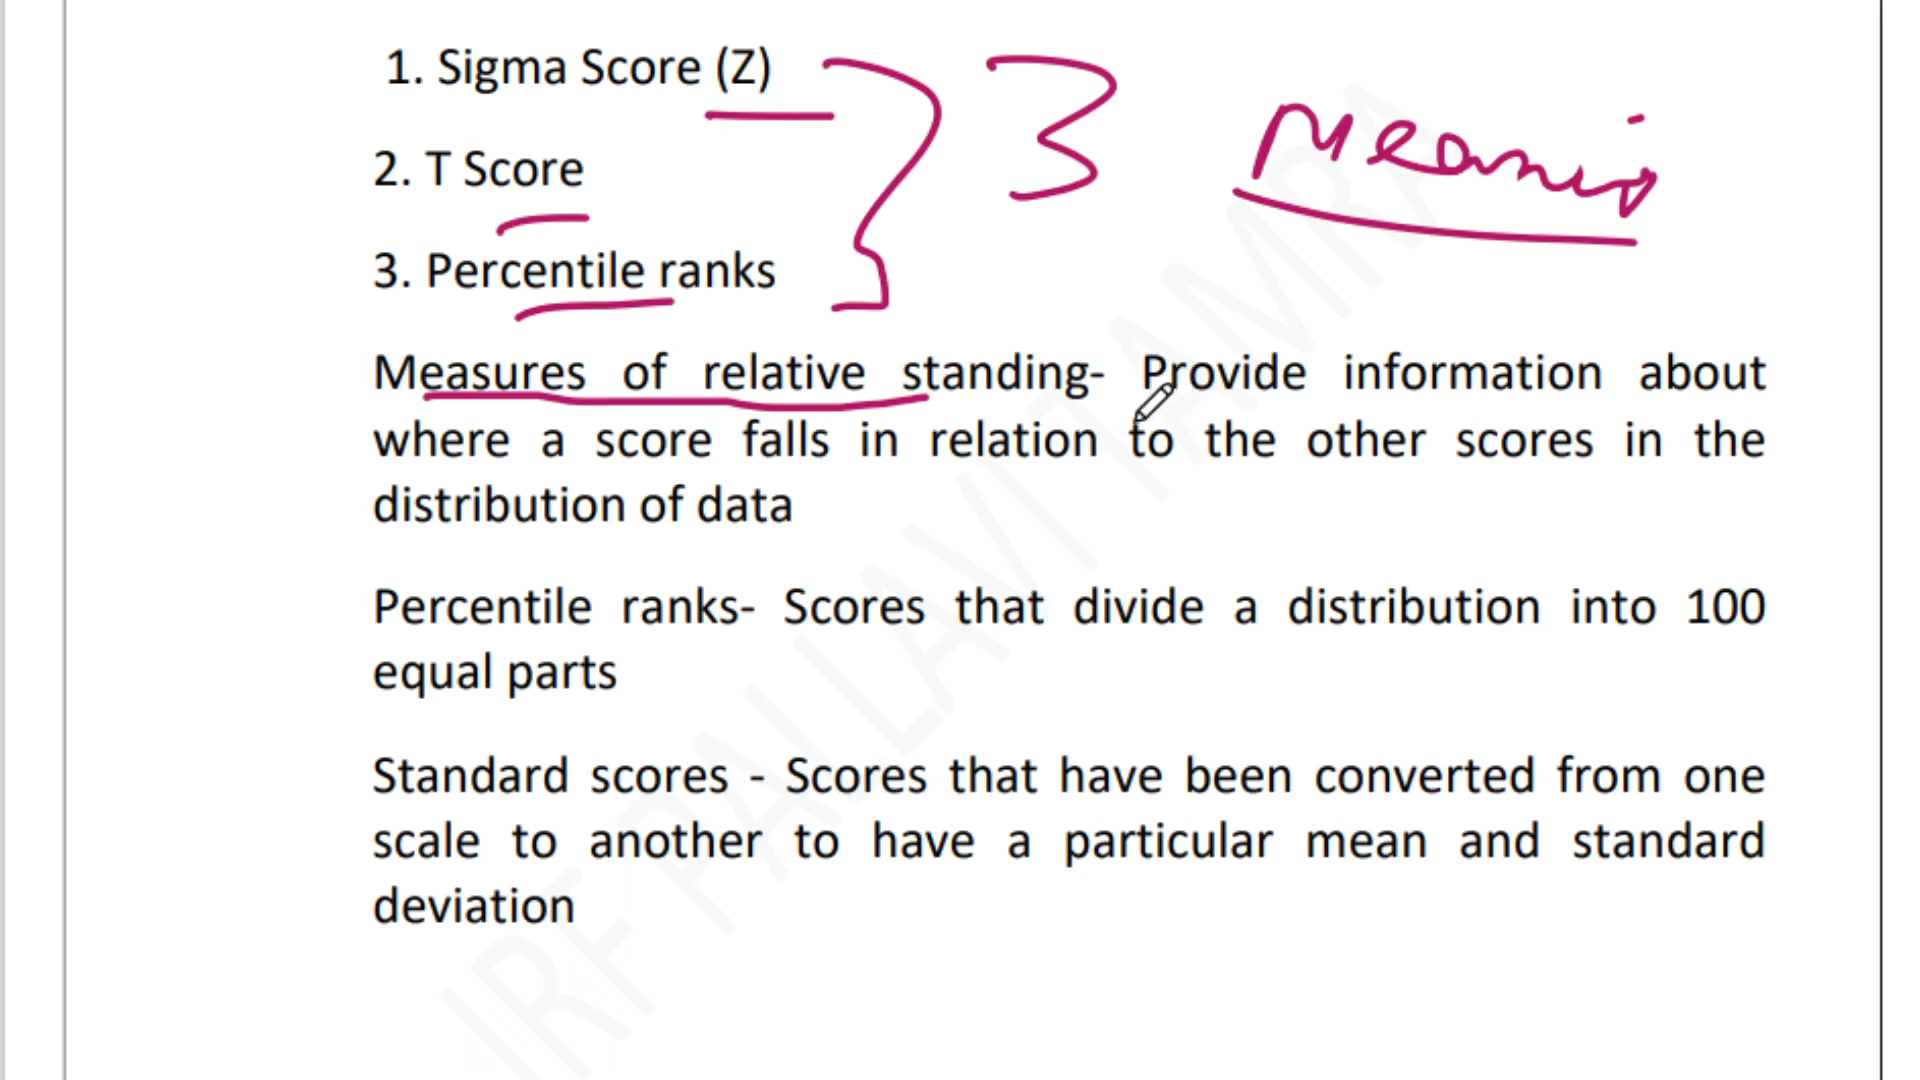 1. Sigma Score (Z)
2. T Score
3. Percentile ranks
3
Measures of relative standing- Provide information about
where a score falls in relation to the other scores in the
distribution of data
Percentile ranks- Scores that divide a distribution into 100
equal parts
Standard scores - Scores that have been converted from one
scale to another to have a particular mean and standard
deviation
JRF PALLAVI TAMRA